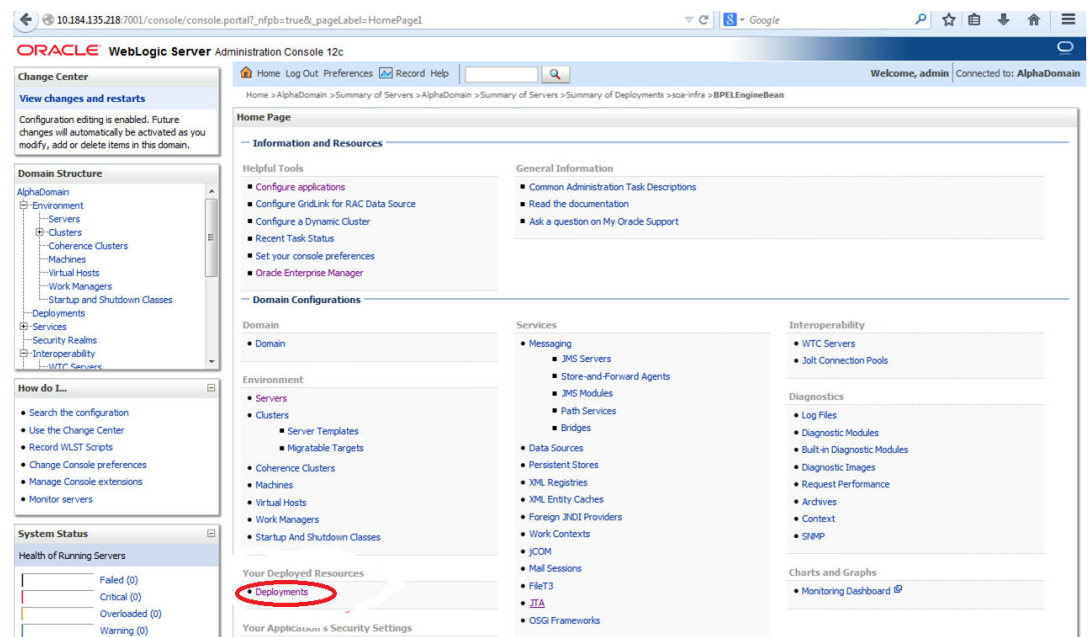 10.184.135.218:7001/console/console.portal?_nfpb=true&_pageLabel=HomePage1
Google
ORACLE WebLogic Server Administration Console 12c
Change Center
View changes and restarts
Configuration editing is enabled. Future
changes will automatically be activated as you
modify, add or delete items in this domain.
Domain Structure
AlphaDomain
Environment
Servers
Clusters
Coherence Clusters
Machines
Virtual Hosts
Work Managers
Startup and Shutdown Classes
Deployments
Services
Security Realms
Interoperability
WTC Servers
How do I...
Search the configuration
Use the Change Center
Record WLST Scripts
Change Console preferences
Manage Console extensions
Monitor servers
System Status
Health of Running Servers
Failed (0)
Critical (0)
Overloaded (0)
Warning (0)
Home Log Out Preferences Record Help
Welcome, admin Connected to: AlphaDomain
Home >AlphaDomain >Summary of Servers >AlphaDomain >Summary of Servers >Summary of Deployments >soa-infra >BPELEngineBean
Home Page
Information and Resources
Helpful Tools
Configure applications
Configure GridLink for RAC Data Source
Configure a Dynamic Cluster
Recent Task Status
Set your console preferences
Oracle Enterprise Manager
General Information
Common Administration Task Descriptions
Read the documentation
Ask a question on My Oracle Support
Domain Configurations
Domain
Domain
Environment
Servers
Clusters
Server Templates
Migratable Targets
Coherence Clusters
Machines
Virtual Hosts
Work Managers
Startup And Shutdown Classes
Your Deployed Resources
Deployments
Your Application's Security Settings
Services
Messaging
JMS Servers
Store-and-Forward Agents
JMS Modules
Path Services
Bridges
Data Sources
Persistent Stores
XML Registries
XML Entity Caches
Foreign JNDI Providers
Work Contexts
jCOM
Mail Sessions
FileT3
JTA
OSGi Frameworks
Interoperability
WTC Servers
Jolt Connection Pools
Diagnostics
Log Files
Diagnostic Modules
Built-in Diagnostic Modules
Diagnostic Images
Request Performance
Archives
Context
SNMP
Charts and Graphs
Monitoring Dashboard